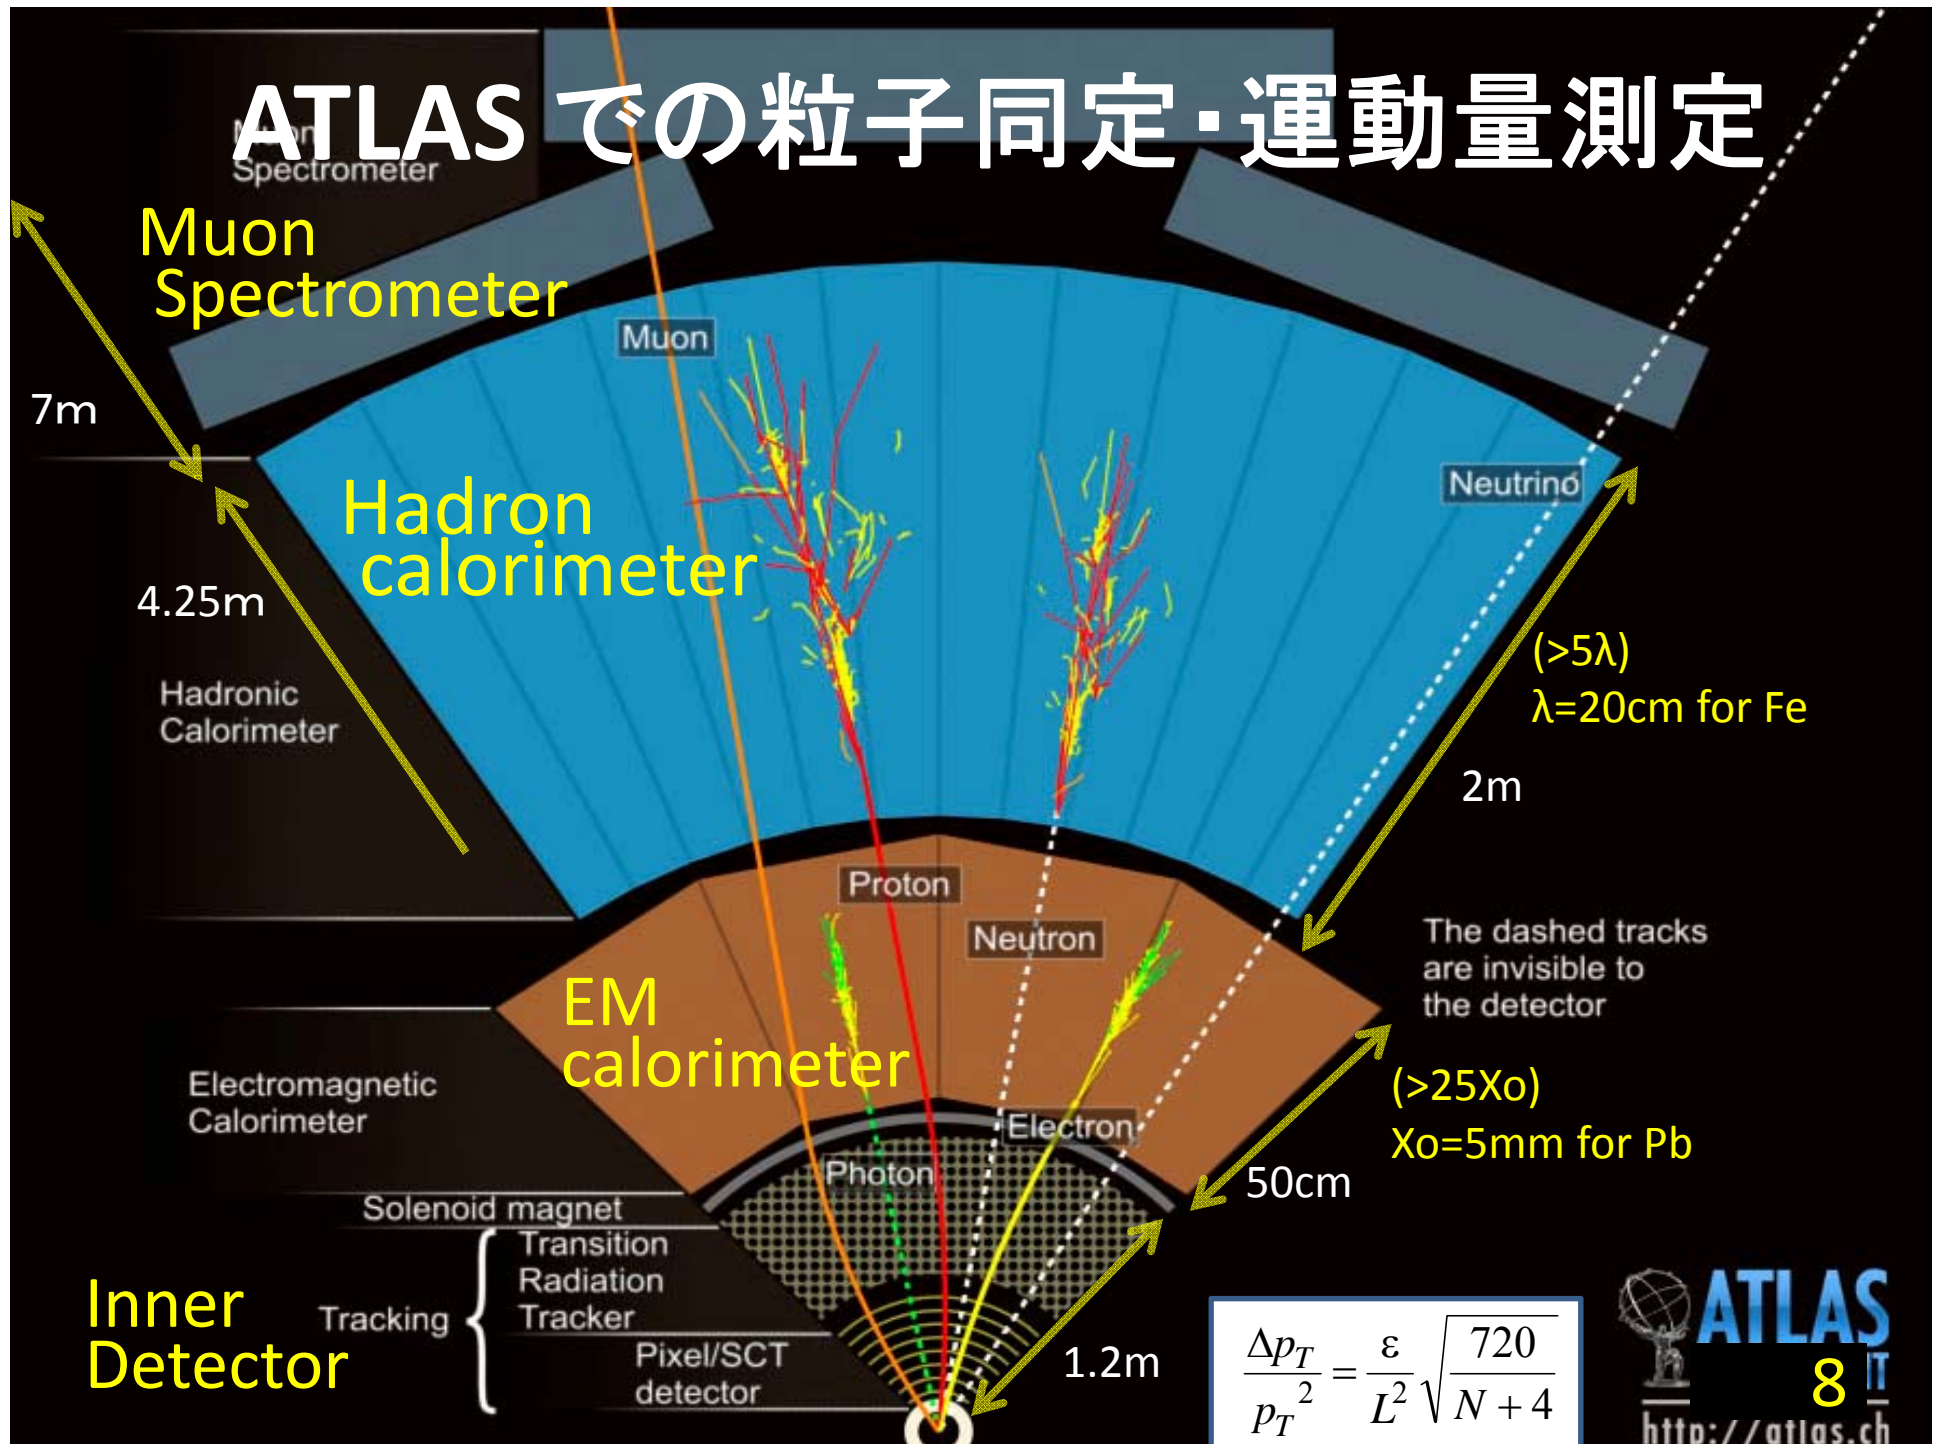 ATLAS での粒子同定・運動量測定
Muon
Spectrometer
Muon
Spectrometer
7m
Muon
Neutrino
Hadron
calorimeter
4.25m
Hadronic
Calorimeter
(>5λ)
λ=20cm for Fe
2m
Proton
Neutron
The dashed tracks
are invisible to
the detector
EM
calorimeter
Electromagnetic
Calorimeter
(>25Xo)
Xo=5mm for Pb
Electron
Photon
50cm
Solenoid magnet
Transition
Radiation
Tracker
Tracking
Pixel/SCT
detector
Inner
Detector
1.2m
Δp_T / p_T^2 = ε / L^2 √(720 / (N + 4))
ATLAS
8
http://atlas.ch